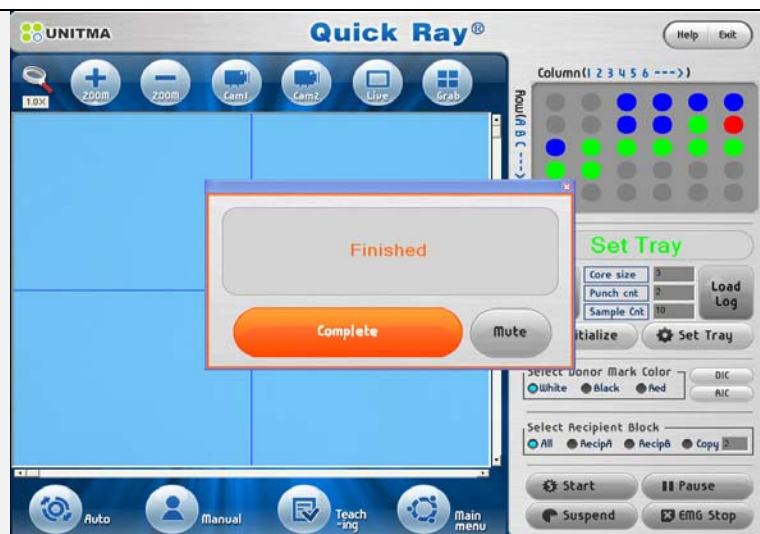 UNITMA
Quick Ray®
Help Exit
1.0X
ZOOM
ZOOM
Cam1
Cam2
Live
Grab
Column(1 2 3 4 5 6 --->)
Row(A B C --->
Finished
Complete
Mute
Set Tray
Core size 3
Punch cnt 2
Sample Cnt 10
Load
Log
itialize
Set Tray
Select Donor Mark Color
White Black Red
DIC
AIC
Select Recipient Block
All RecipA RecipB Copy 2
Start
Pause
Suspend
EMG Stop
Auto
Manual
Teach
-ing
Main
menu